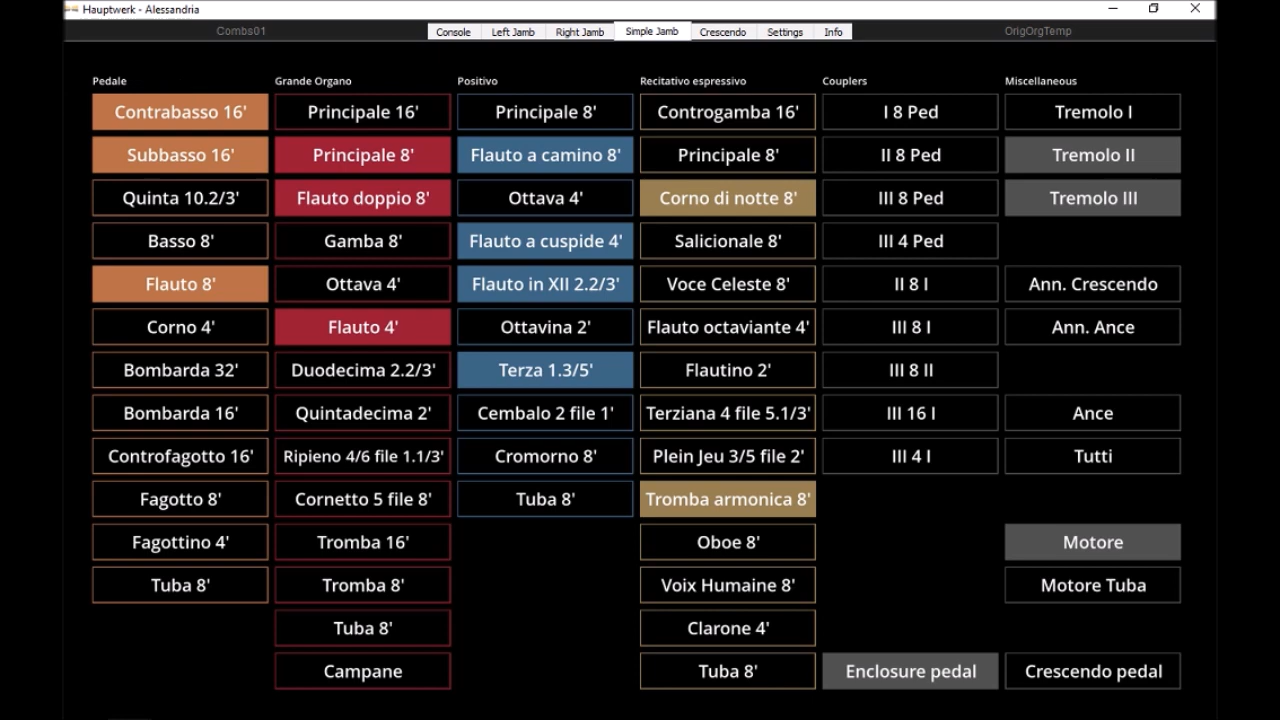 Hauptwerk - Alessandria
Combs01
Console Left Jamb Right Jamb Simple Jamb Crescendo Settings Info
OrigOrgTemp
Pedale
Contrabasso 16'
Subbasso 16'
Quinta 10.2/3'
Basso 8'
Flauto 8'
Corno 4'
Bombarda 32'
Bombarda 16'
Controfagotto 16'
Fagotto 8'
Fagottino 4'
Tuba 8'
Grande Organo
Principale 16'
Principale 8'
Flauto doppio 8'
Gamba 8'
Ottava 4'
Flauto 4'
Duodecima 2.2/3'
Quintadecima 2'
Ripieno 4/6 file 1.1/3'
Cornetto 5 file 8'
Tromba 16'
Tromba 8'
Tuba 8'
Campane
Positivo
Principale 8'
Flauto a camino 8'
Ottava 4'
Flauto a cuspide 4'
Flauto in XII 2.2/3'
Ottavina 2'
Terza 1.3/5'
Cembalo 2 file 1'
Cromorno 8'
Tuba 8'
Recitativo espressivo
Controgamba 16'
Principale 8'
Corno di notte 8'
Salicionale 8'
Voce Celeste 8'
Flauto octaviante 4'
Flautino 2'
Terziana 4 file 5.1/3'
Plein Jeu 3/5 file 2'
Tromba armonica 8'
Oboe 8'
Voix Humaine 8'
Clarone 4'
Tuba 8'
Couplers
I 8 Ped
II 8 Ped
III 8 Ped
III 4 Ped
II 8 I
III 8 I
III 8 II
III 16 I
III 4 I
Enclosure pedal
Miscellaneous
Tremolo I
Tremolo II
Tremolo III
Ann. Crescendo
Ann. Ance
Ance
Tutti
Motore
Motore Tuba
Crescendo pedal